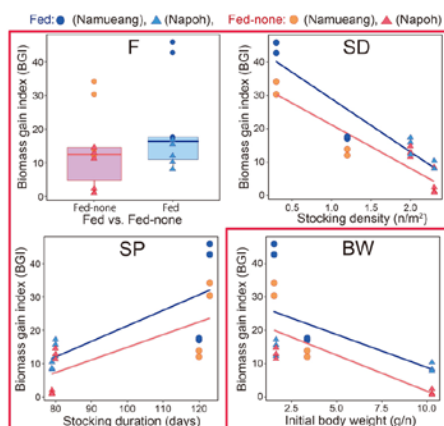 Fed: (Namueang), (Napoh), Fed-none: (Namueang), (Napoh)
F
Biomass gain index (BGI)
40
30
20
10
0
Fed-none Fed
Fed vs. Fed-none
SD
Biomass gain index (BGI)
40
30
20
10
0
0.5 1.0 1.5 2.0
Stocking density (n/m²)
SP
Biomass gain index (BGI)
40
30
20
10
0
80 90 100 110 120
Stocking duration (days)
BW
Biomass gain index (BGI)
40
30
20
10
0
2.5 5.0 7.5 10.0
Initial body weight (g/n)